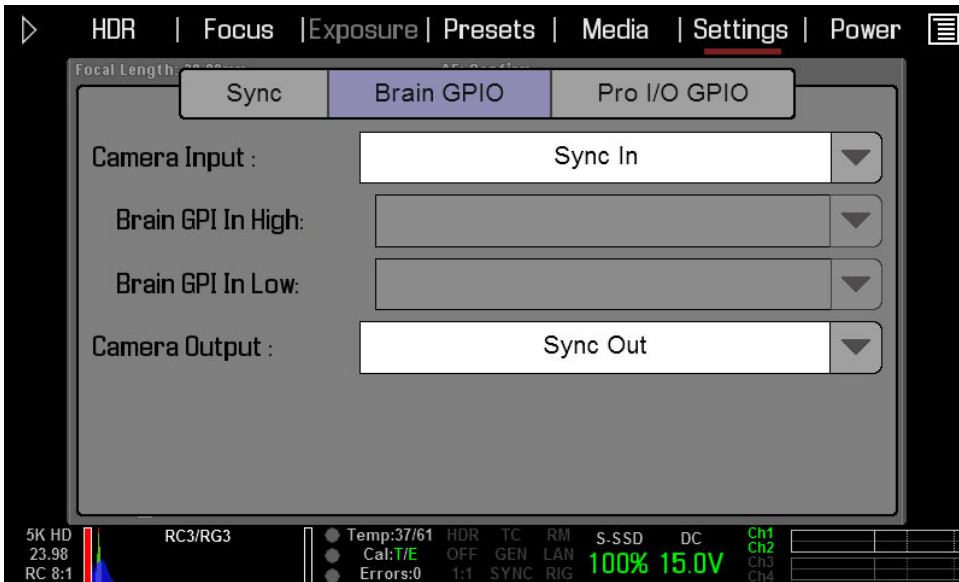 HDR | Focus | Exposure | Presets | Media | Settings | Power
Focal Length:
Sync Brain GPIO Pro I/O GPIO
Camera Input : Sync In
Brain GPI In High:
Brain GPI In Low:
Camera Output : Sync Out
5K HD RC3/RG3 Temp:37/61 HDR TC RM S-SSD DC Ch1
23.98 Cal:T/E OFF GEN LAN 100% 15.0V Ch2
RC 8:1 Errors:0 1:1 SYNC RIG Ch3
Ch4